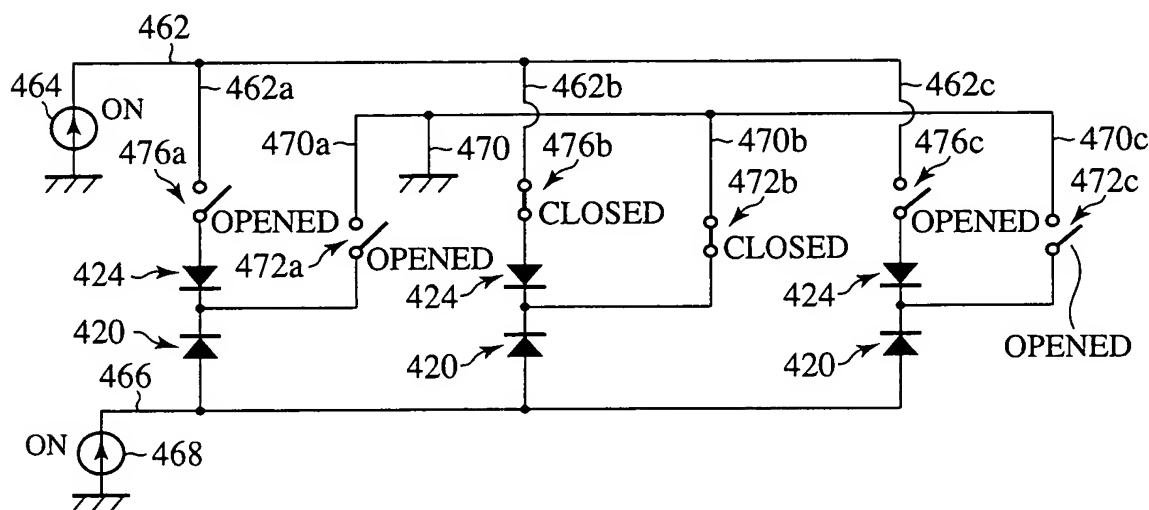 462
464
ON
462a
462b
462c
470a
470
476b
470b
476c
470c
476a
472b
472c
OPENED
CLOSED
OPENED
472a
OPENED
CLOSED
424
424
424
420
420
420
OPENED
466
ON
468